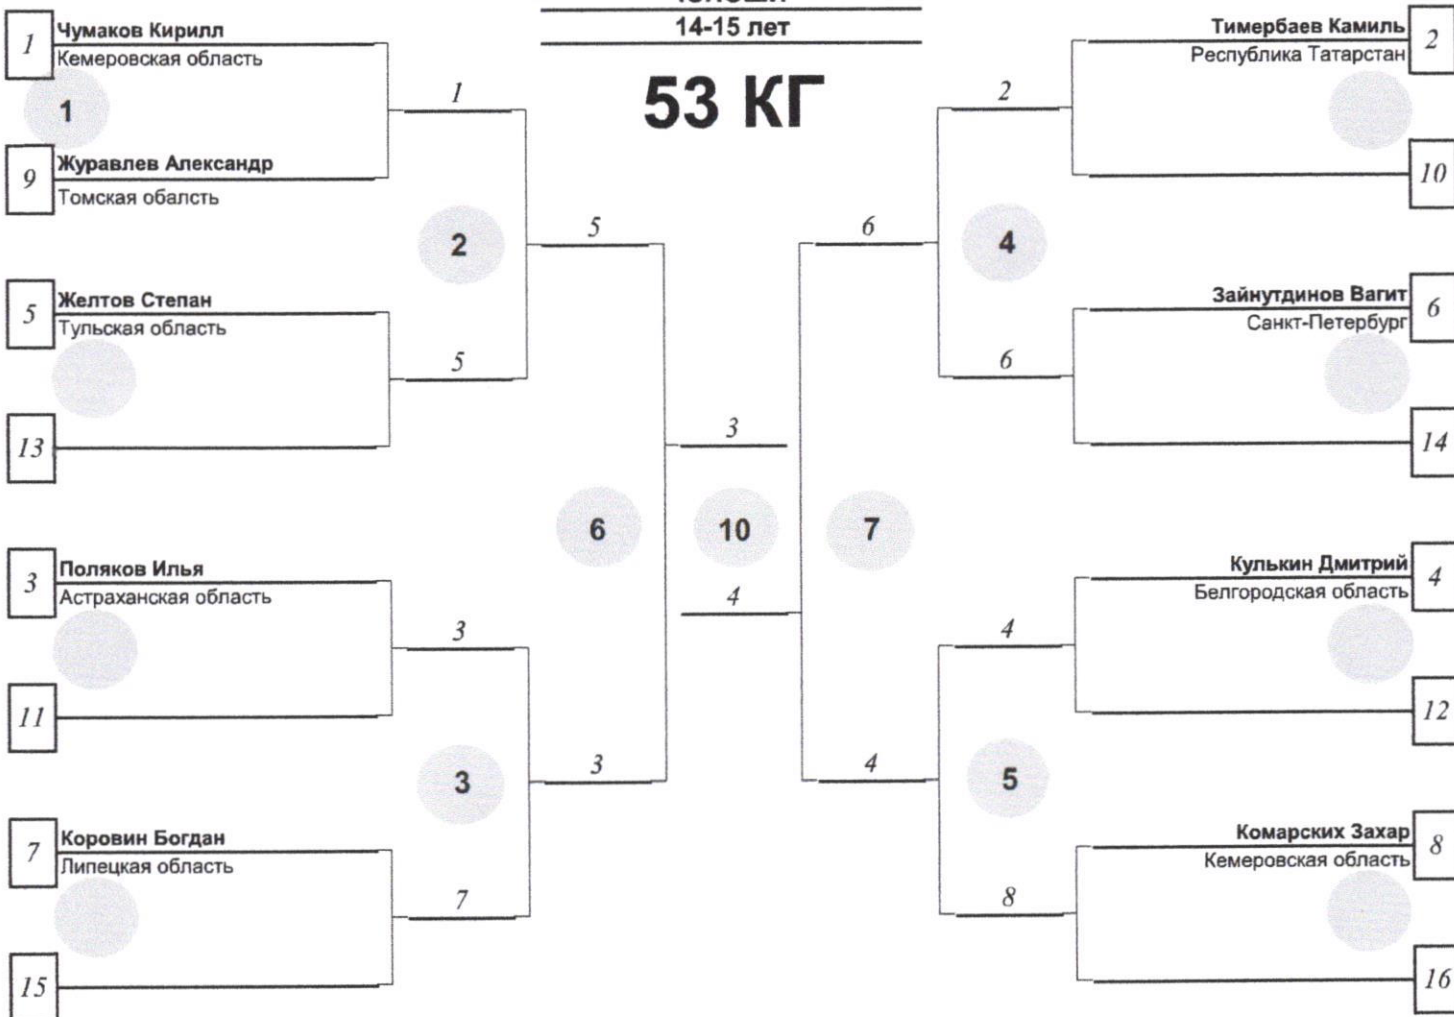 14-15 лет
53 КГ
1
Чумаков Кирилл
Кемеровская область
1
9
Журавлев Александр
Томская обалсть
1
5
Желтов Степан
Тульская область
13
5
2
5
3
Поляков Илья
Астраханская область
11
3
7
Коровин Богдан
Липецкая область
15
7
3
3
6
3
10
4
7
6
4
2
6
4
5
4
8
Тимербаев Камиль
2
Республика Татарстан
10
Зайнутдинов Вагит
6
Санкт-Петербург
14
Кулькин Дмитрий
4
Белгородская область
12
Комарских Захар
8
Кемеровская область
16